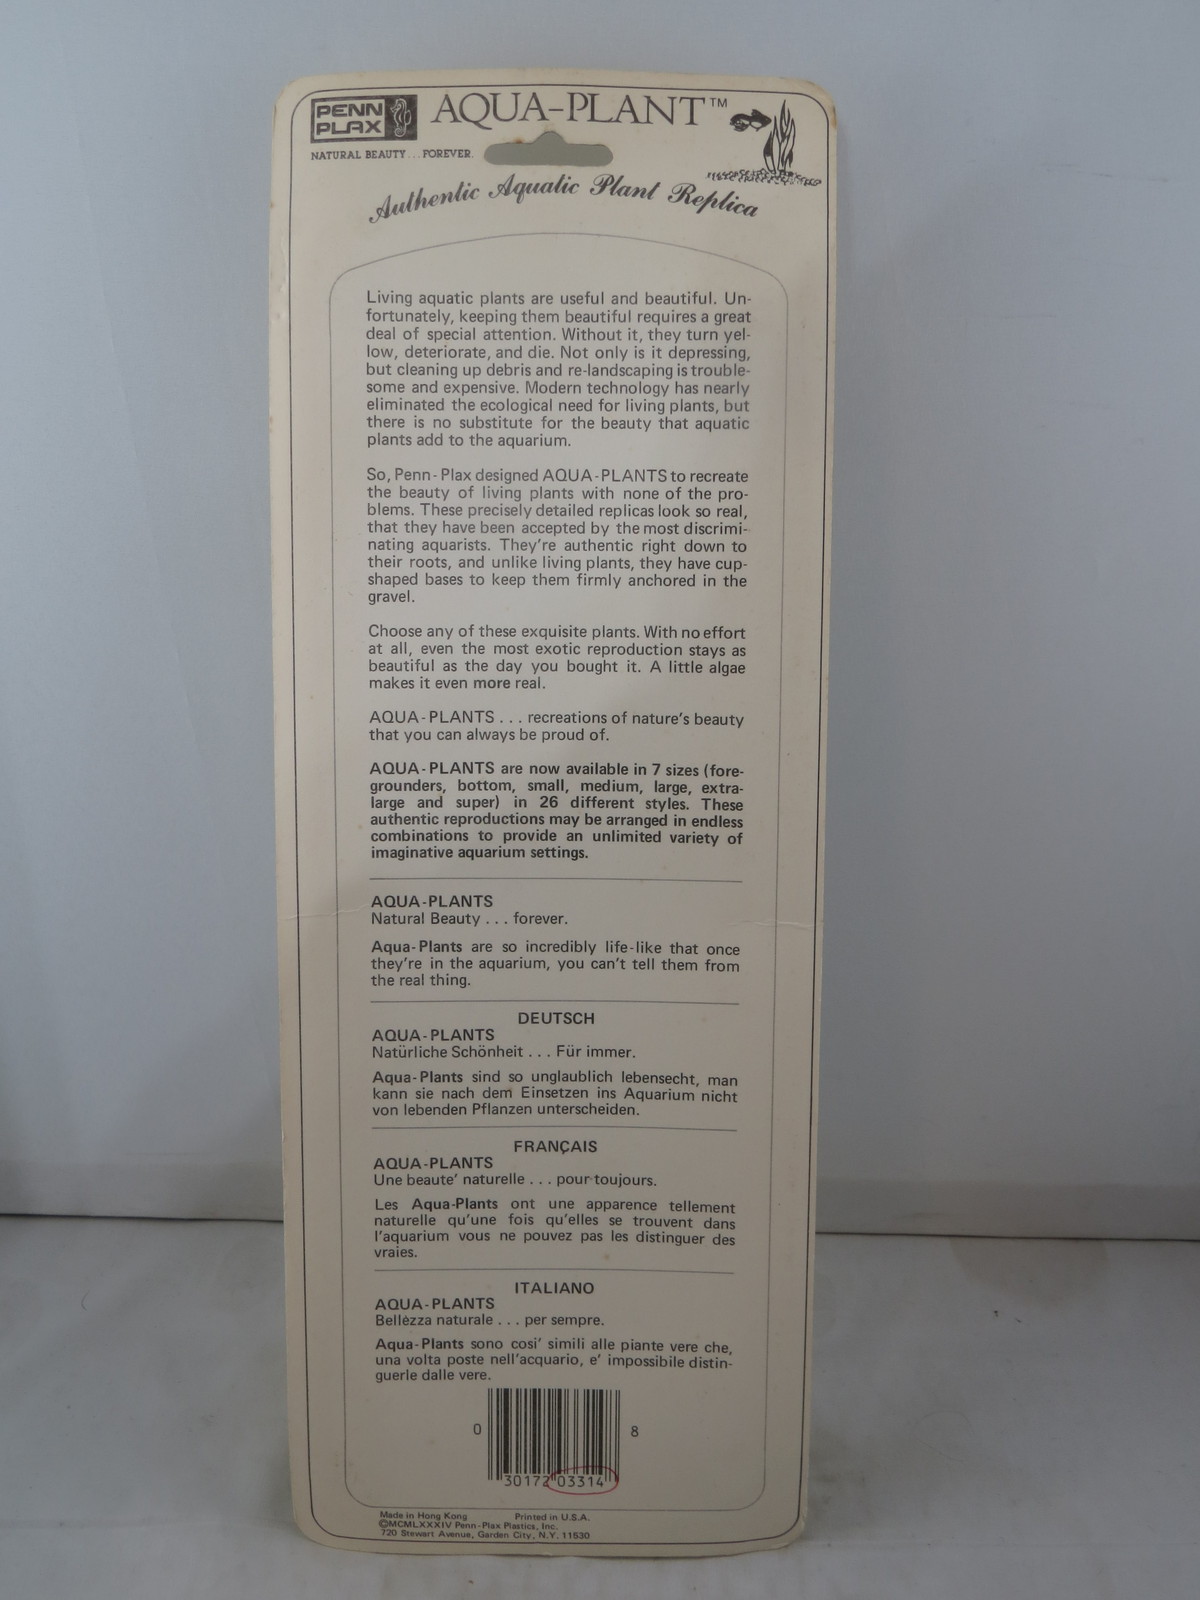 PENN
PLAX
AQUA-PLANT™
NATURAL BEAUTY . . . FOREVER.
Authentic Aquatic Plant Replica
Living aquatic plants are useful and beautiful. Un-
fortunately, keeping them beautiful requires a great
deal of special attention. Without it, they turn yel-
low, deteriorate, and die. Not only is it depressing,
but cleaning up debris and re-landscaping is trouble-
some and expensive. Modern technology has nearly
eliminated the ecological need for living plants, but
there is no substitute for the beauty that aquatic
plants add to the aquarium.
So, Penn-Plax designed AQUA-PLANTS to recreate
the beauty of living plants with none of the pro-
blems. These precisely detailed replicas look so real,
that they have been accepted by the most discrimi-
nating aquarists. They're authentic right down to
their roots, and unlike living plants, they have cup-
shaped bases to keep them firmly anchored in the
gravel.
Choose any of these exquisite plants. With no effort
at all, even the most exotic reproduction stays as
beautiful as the day you bought it. A little algae
makes it even more real.
AQUA-PLANTS . . . recreations of nature's beauty
that you can always be proud of.
AQUA-PLANTS are now available in 7 sizes (fore-
grounders, bottom, small, medium, large, extra-
large and super) in 26 different styles. These
authentic reproductions may be arranged in endless
combinations to provide an unlimited variety of
imaginative aquarium settings.
AQUA-PLANTS
Natural Beauty . . . forever.
Aqua-Plants are so incredibly life-like that once
they're in the aquarium, you can't tell them from
the real thing.
DEUTSCH
AQUA-PLANTS
Natürliche Schönheit . . . Für immer.
Aqua-Plants sind so unglaublich lebensecht, man
kann sie nach dem Einsetzen ins Aquarium nicht
von lebenden Pflanzen unterscheiden.
FRANÇAIS
AQUA-PLANTS
Une beaute' naturelle . . . pour toujours.
Les Aqua-Plants ont une apparence tellement
naturelle qu'une fois qu'elles se trouvent dans
l'aquarium vous ne pouvez pas les distinguer des
vraies.
ITALIANO
AQUA-PLANTS
Bellèzza naturale . . . per sempre.
Aqua-Plants sono cosi' simili alle piante vere che,
una volta poste nell'acquario, e' impossibile distin-
guerle dalle vere.
0 30172 03314 8
Made in Hong Kong Printed in U.S.A.
©MCMLXXXIV Penn-Plax Plastics, Inc.
720 Stewart Avenue, Garden City, N.Y. 11530